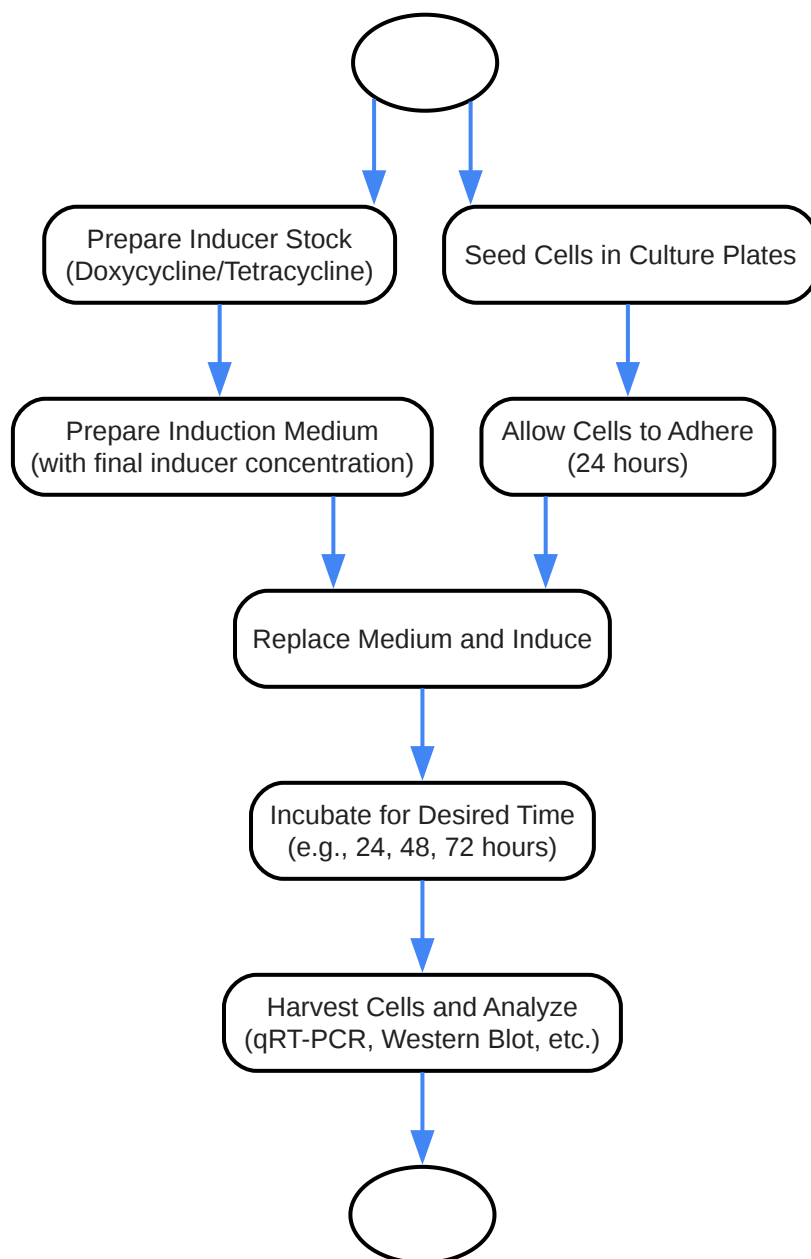 Prepare Inducer Stock
(Doxycycline/Tetracycline)
Seed Cells in Culture Plates
Prepare Induction Medium
(with final inducer concentration)
Allow Cells to Adhere
(24 hours)
Replace Medium and Induce
Incubate for Desired Time
(e.g., 24, 48, 72 hours)
Harvest Cells and Analyze
(qRT-PCR, Western Blot, etc.)